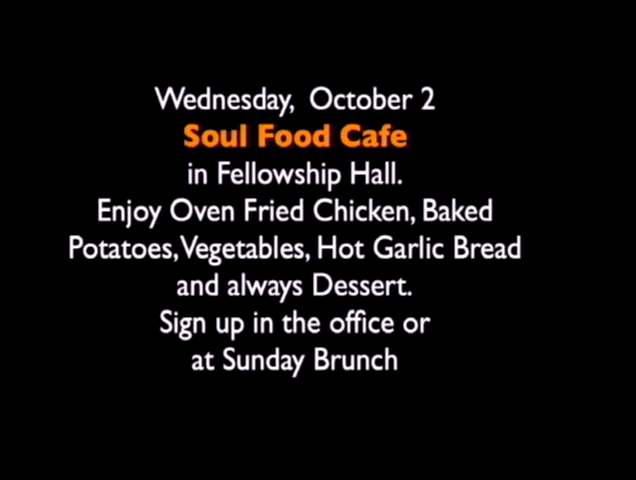 Wednesday, October 2
Soul Food Cafe
in Fellowship Hall.
Enjoy Oven Fried Chicken, Baked
Potatoes, Vegetables, Hot Garlic Bread
and always Dessert.
Sign up in the office or
at Sunday Brunch